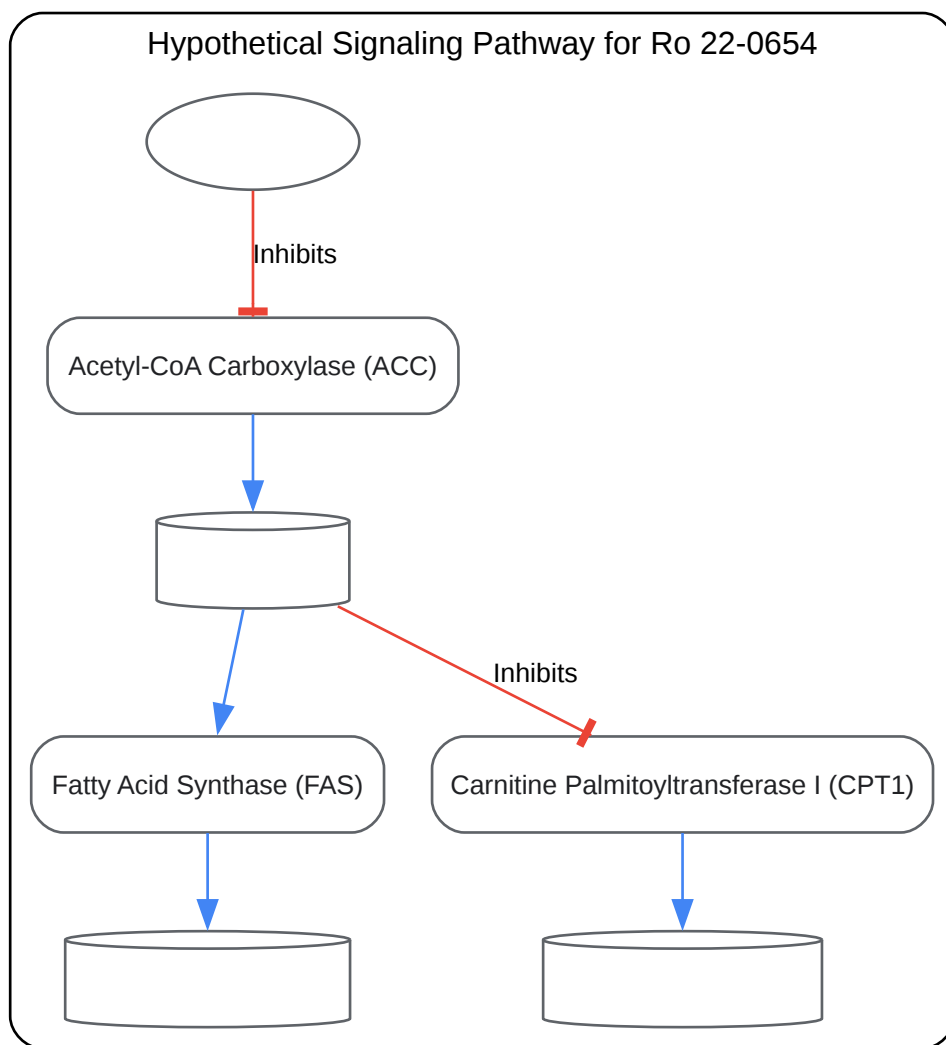 Hypothetical Signaling Pathway for Ro 22-0654
Inhibits
Acetyl-CoA Carboxylase (ACC)
Inhibits
Fatty Acid Synthase (FAS)
Carnitine Palmitoyltransferase I (CPT1)